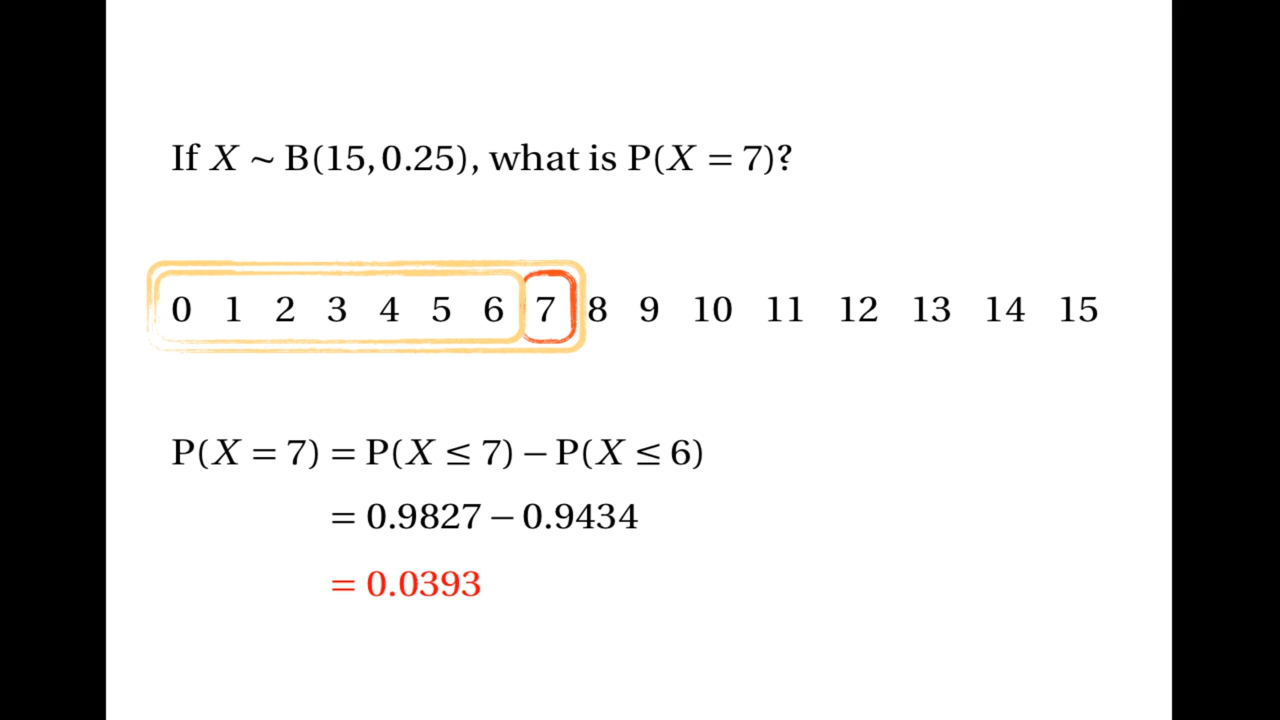 If X ~ B(15, 0.25), what is P(X = 7)?
0 1 2 3 4 5 6 7 8 9 10 11 12 13 14 15
P(X = 7) = P(X ≤ 7) − P(X ≤ 6)
= 0.9827 − 0.9434
= 0.0393